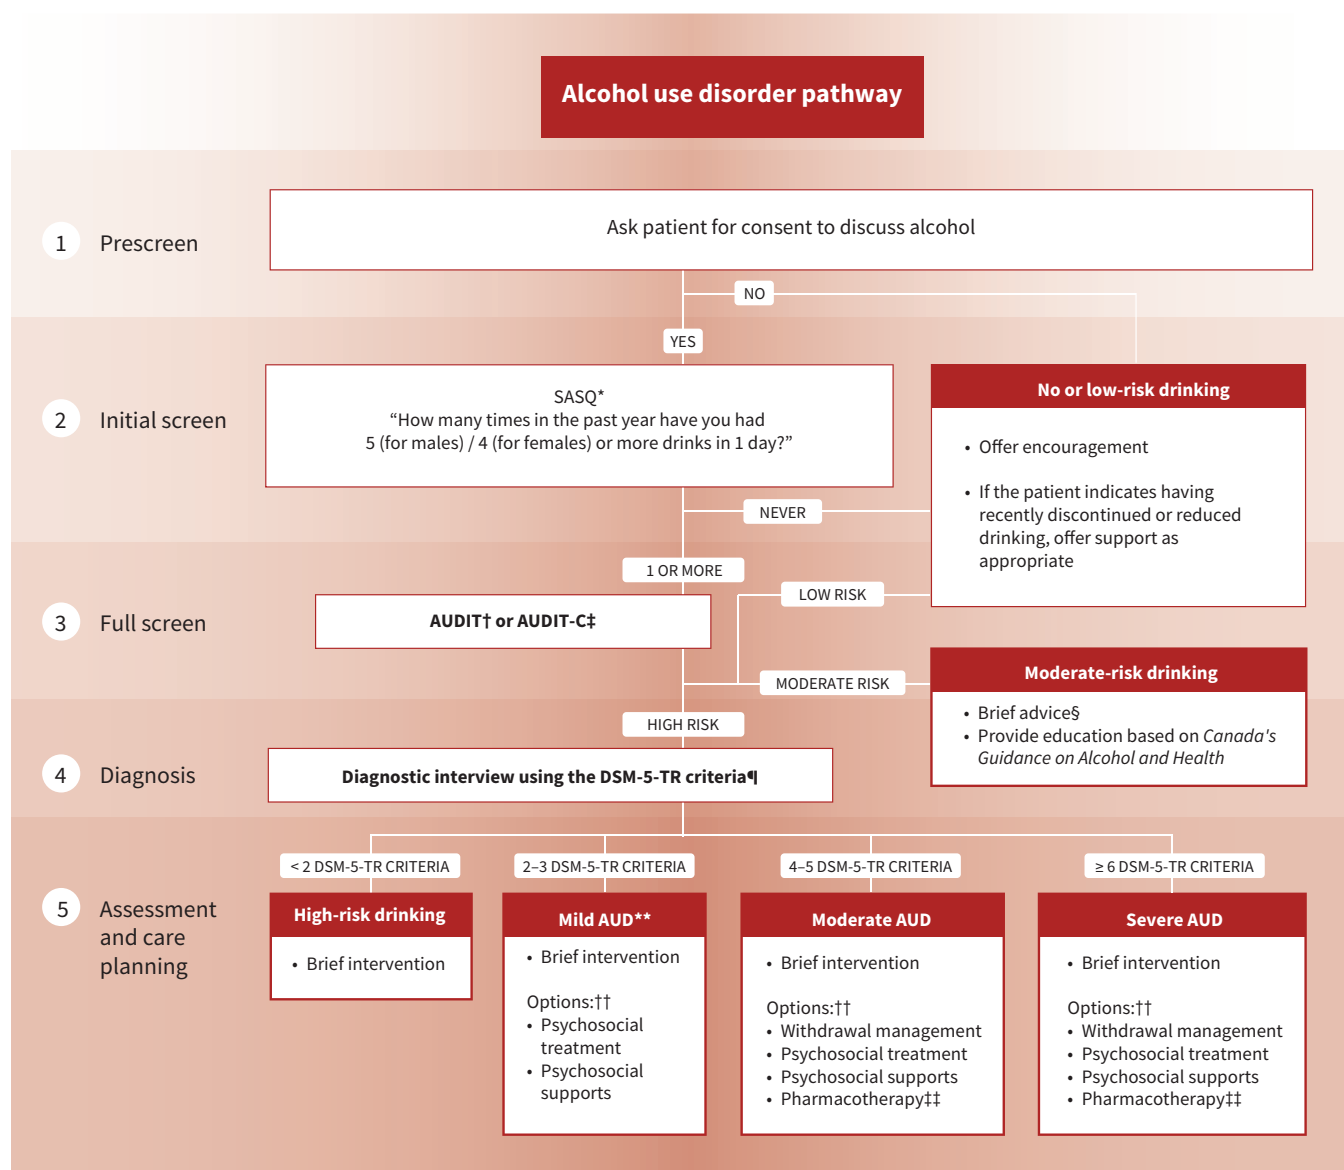 Alcohol use disorder pathway
1 Prescreen
Ask patient for consent to discuss alcohol
NO
YES
2 Initial screen
SASQ*
“How many times in the past year have you had
5 (for males) / 4 (for females) or more drinks in 1 day?”
No or low-risk drinking
• Offer encouragement
• If the patient indicates having
recently discontinued or reduced
drinking, offer support as
appropriate
NEVER
1 OR MORE
LOW RISK
3 Full screen
AUDIT† or AUDIT-C‡
MODERATE RISK
Moderate-risk drinking
• Brief advice§
• Provide education based on Canada's
Guidance on Alcohol and Health
HIGH RISK
4 Diagnosis
Diagnostic interview using the DSM-5-TR criteria¶
5 Assessment
and care
planning
< 2 DSM-5-TR CRITERIA
High-risk drinking
• Brief intervention
2–3 DSM-5-TR CRITERIA
Mild AUD**
• Brief intervention
Options:††
• Psychosocial
treatment
• Psychosocial
supports
4–5 DSM-5-TR CRITERIA
Moderate AUD
• Brief intervention
Options:††
• Withdrawal management
• Psychosocial treatment
• Psychosocial supports
• Pharmacotherapy‡‡
≥ 6 DSM-5-TR CRITERIA
Severe AUD
• Brief intervention
Options:††
• Withdrawal management
• Psychosocial treatment
• Psychosocial supports
• Pharmacotherapy‡‡